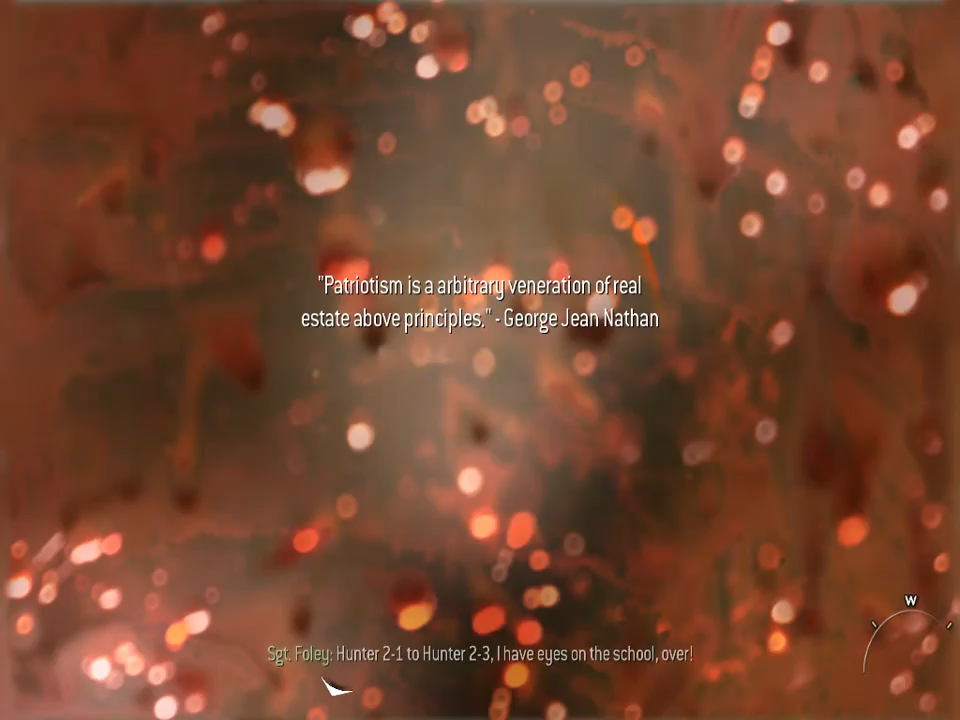 "Patriotism is a arbitrary veneration of real
estate above principles." - George Jean Nathan
W
Sgt. Foley: Hunter 2-1 to Hunter 2-3, I have eyes on the school, over!